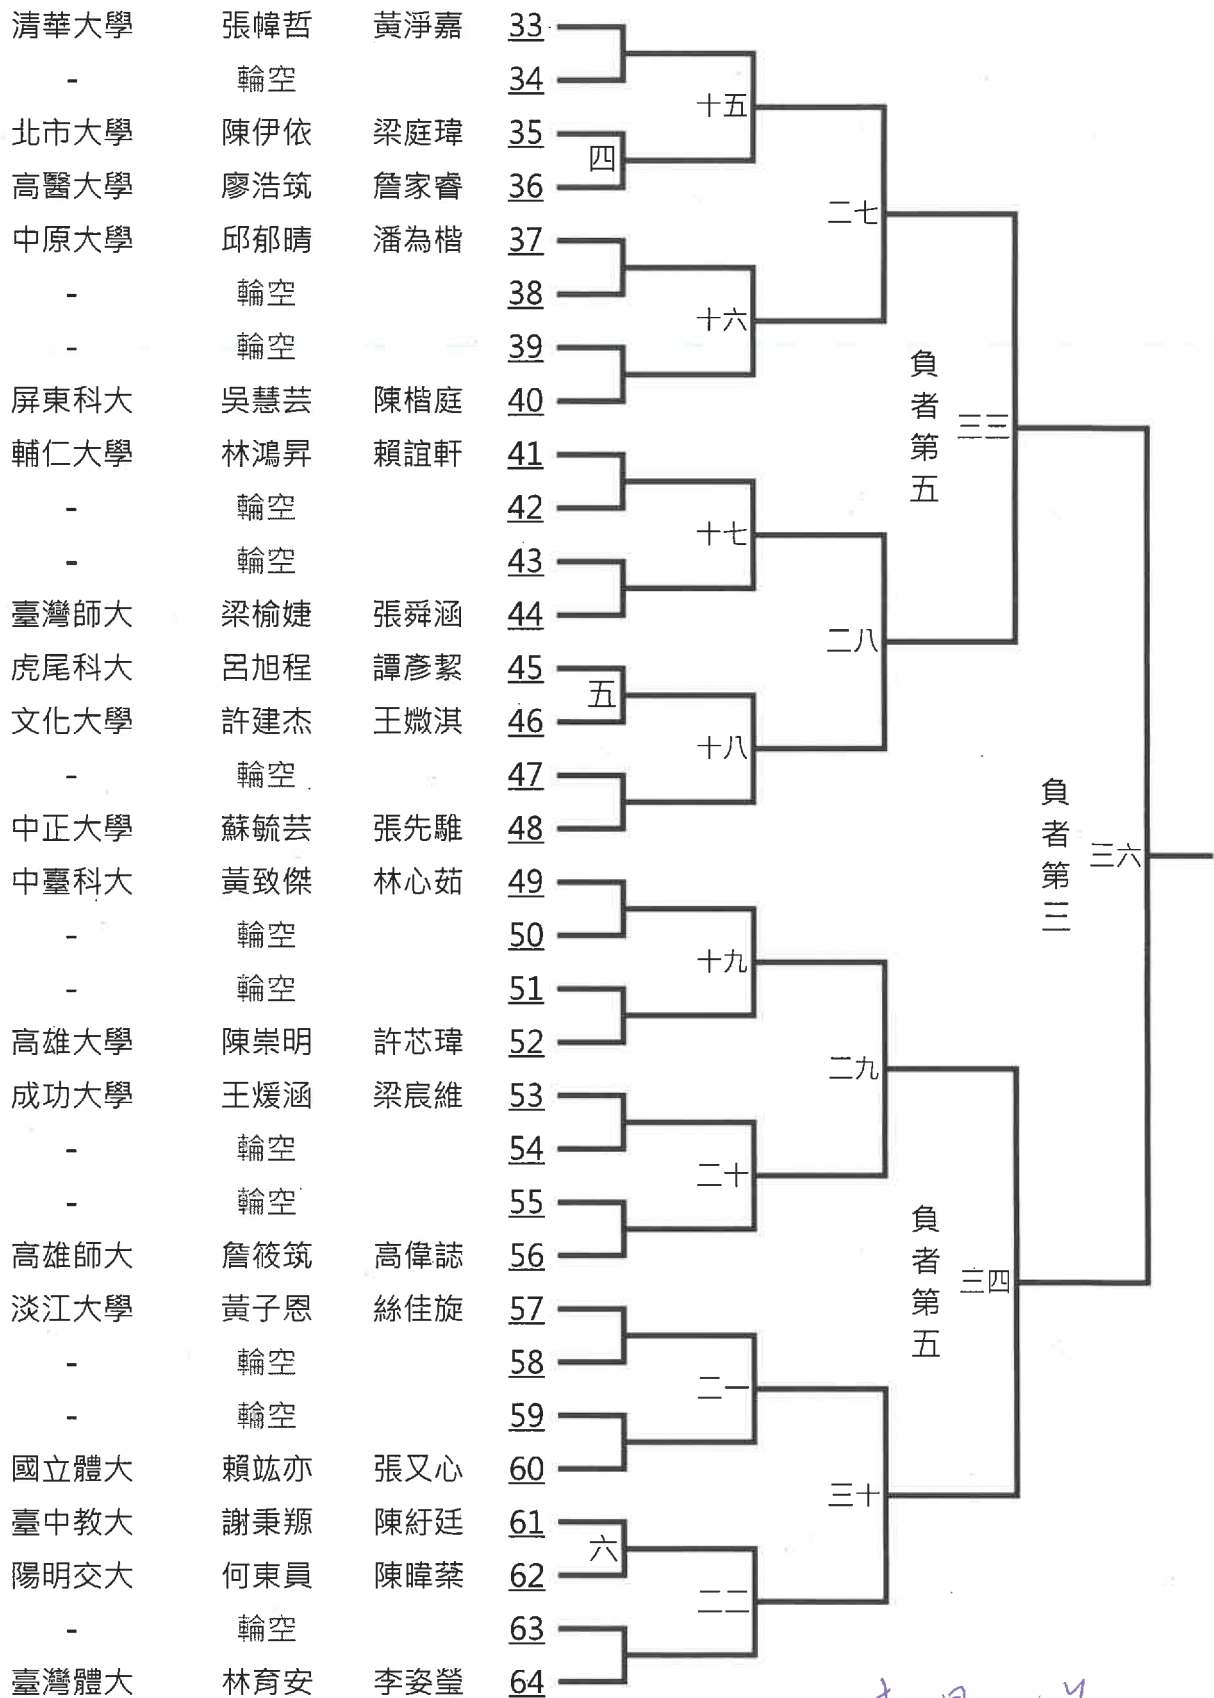 清華大學 張幃哲 黃淨嘉 33
- 輪空 34
十五
北市大學 陳伊依 梁庭瑋 35
四
高醫大學 廖浩筑 詹家睿 36
二七
中原大學 邱郁晴 潘為楷 37
- 輪空 38
十六
- 輪空 39
屏東科大 吳慧芸 陳楷庭 40
負者第五
三三
輔仁大學 林鴻昇 賴誼軒 41
- 輪空 42
十七
- 輪空 43
臺灣師大 梁榆婕 張舜涵 44
二八
虎尾科大 呂旭程 譚彥絜 45
五
文化大學 許建杰 王媺淇 46
十八
- 輪空 47
中正大學 蘇毓芸 張先騅 48
負者第三
三六
中臺科大 黃致傑 林心茹 49
- 輪空 50
十九
- 輪空 51
高雄大學 陳崇明 許芯瑋 52
二九
成功大學 王煖涵 梁宸維 53
- 輪空 54
二十
- 輪空 55
高雄師大 詹筱筑 高偉誌 56
負者第五
三四
淡江大學 黃子恩 絲佳旋 57
- 輪空 58
二一
- 輪空 59
國立體大 賴竑亦 張又心 60
三十
臺中教大 謝秉羱 陳紆廷 61
六
陽明交大 何東員 陳暐棻 62
二二
- 輪空 63
臺灣體大 林育安 李姿瑩 64